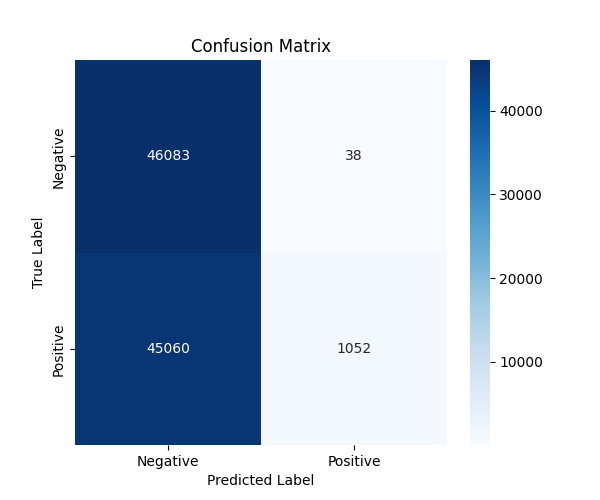 Confusion Matrix
True Label
Negative
46083 38
Positive
45060 1052
Negative Positive
Predicted Label
40000
30000
20000
10000